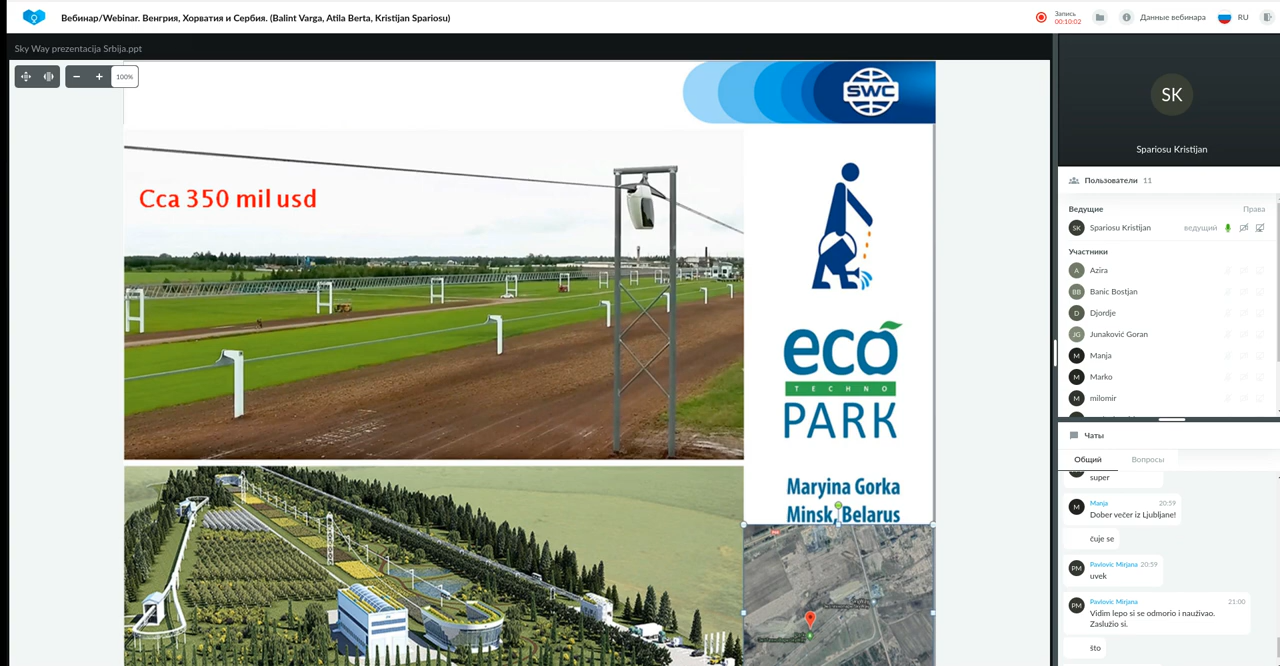 Вебинар/Webinar. Венгрия, Хорватия и Сербия. (Balint Varga, Atila Berta, Kristijan Spariosu)
Запись
00:10:02
Данные вебинара
RU
Sky Way prezentacija Srbija.ppt
100%
SWC
Cca 350 mil usd
eco
TECHNO
PARK
Maryina Gorka
Minsk, Belarus
SK
Spariosu Kristijan
Пользователи 11
Ведущие
Права
SK Spariosu Kristijan ведущий
Участники
A Azira
BB Banic Bostjan
D Djordje
JG Junaković Goran
M Manja
M Marko
M milomir
Чаты
Общий
Вопросы
super
M Manja 20:59
Dober večer iz Ljubljane!
čuje se
PM Pavlovic Mirjana 20:59
uvek
PM Pavlovic Mirjana 21:00
Vidim lepo si se odmorio i nauživao.
Zaslužio si.
što